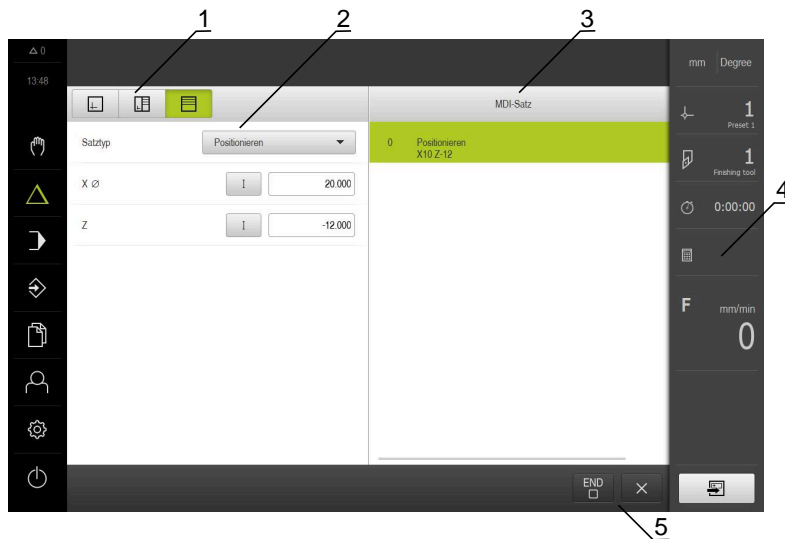 1
2
3
0
13:48
mm Degree
MDI-Satz
1
Preset 1
Satztyp
Positionieren
0 Positionieren
X10 Z-12
1
Finishing tool
X Ø
I
20.000
4
0:00:00
Z
I
-12.000
F mm/min
0
END
5